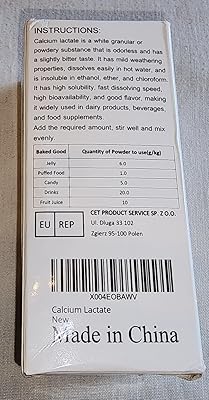 INSTRUCTIONS:
Calcium lactate is a white granular or
powdery substance that is odorless and has
a slightly bitter taste. It has mild weathering
properties, dissolves easily in hot water, and
is insoluble in ethanol, ether, and chloroform.
It has high solubility, fast dissolving speed,
high bioavailability, and good flavor, making
it widely used in dairy products, beverages,
and food supplements.
Add the required amount, stir well and mix
evenly.
Baked Good Quantity of Powder to use(g/kg)
Jelly 6.0
Puffed Food 1.0
Candy 5.0
Drinks 20.0
Fruit Juice 10
EU REP
CET PRODUCT SERVICE SP. Z O.O.
Ul. Dluga 33 102
Zgierz 95-100 Polen
X004EOBAWV
Calcium Lactate
New
Made in China